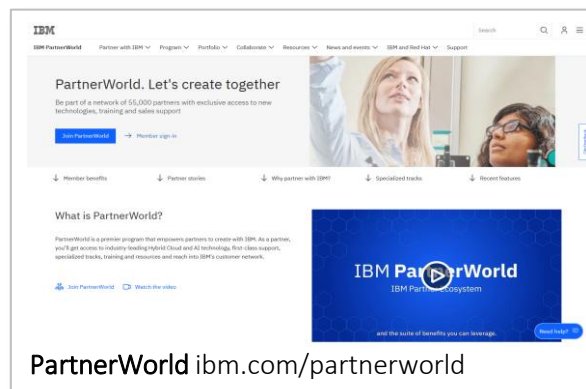 IBM
Search
IBM PartnerWorld Partner with IBM Program Portfolio Collaborate Resources News and events IBM and Red Hat Support
PartnerWorld. Let's create together
Be part of a network of 55,000 partners with exclusive access to new
technologies, training and sales support
Join PartnerWorld → Member sign-in
↓ Member benefits ↓ Partner stories ↓ Why partner with IBM? ↓ Specialized tracks ↓ Recent features
What is PartnerWorld?
PartnerWorld is a premier program that empowers partners to create with IBM. As a partner,
you'll get access to industry-leading Hybrid Cloud and AI technology, first-class support,
specialized tracks, training and resources and reach into IBM's customer network.
Join PartnerWorld Watch the video
IBM PartnerWorld
IBM Partner Ecosystem
and the suite of benefits you can leverage.
Need help?
PartnerWorld ibm.com/partnerworld